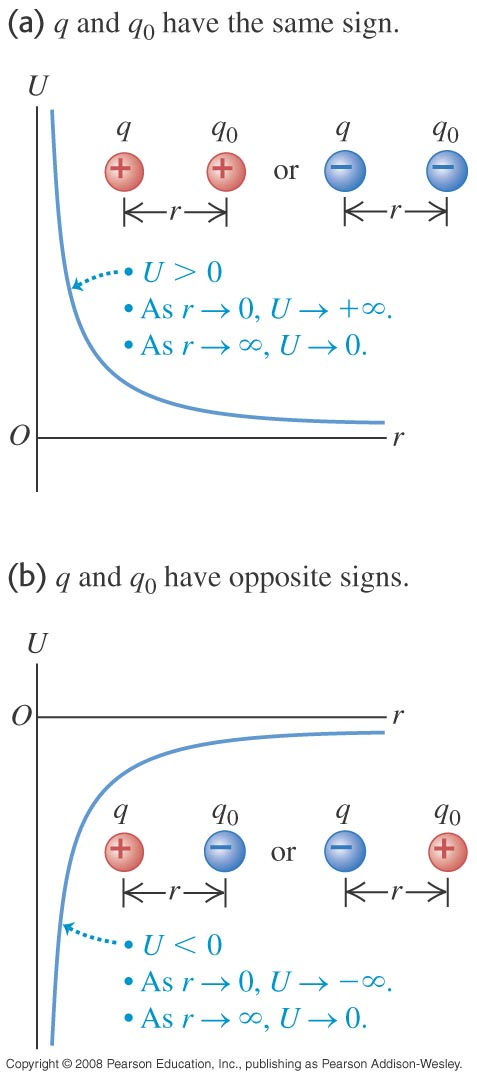 (a) q and q₀ have the same sign.
U
q q₀ q q₀
+ + or − −
r r
• U > 0
• As r → 0, U → +∞.
• As r → ∞, U → 0.
O r
(b) q and q₀ have opposite signs.
U
O r
q q₀ q q₀
+ − or − +
r r
• U < 0
• As r → 0, U → −∞.
• As r → ∞, U → 0.
Copyright © 2008 Pearson Education, Inc., publishing as Pearson Addison-Wesley.